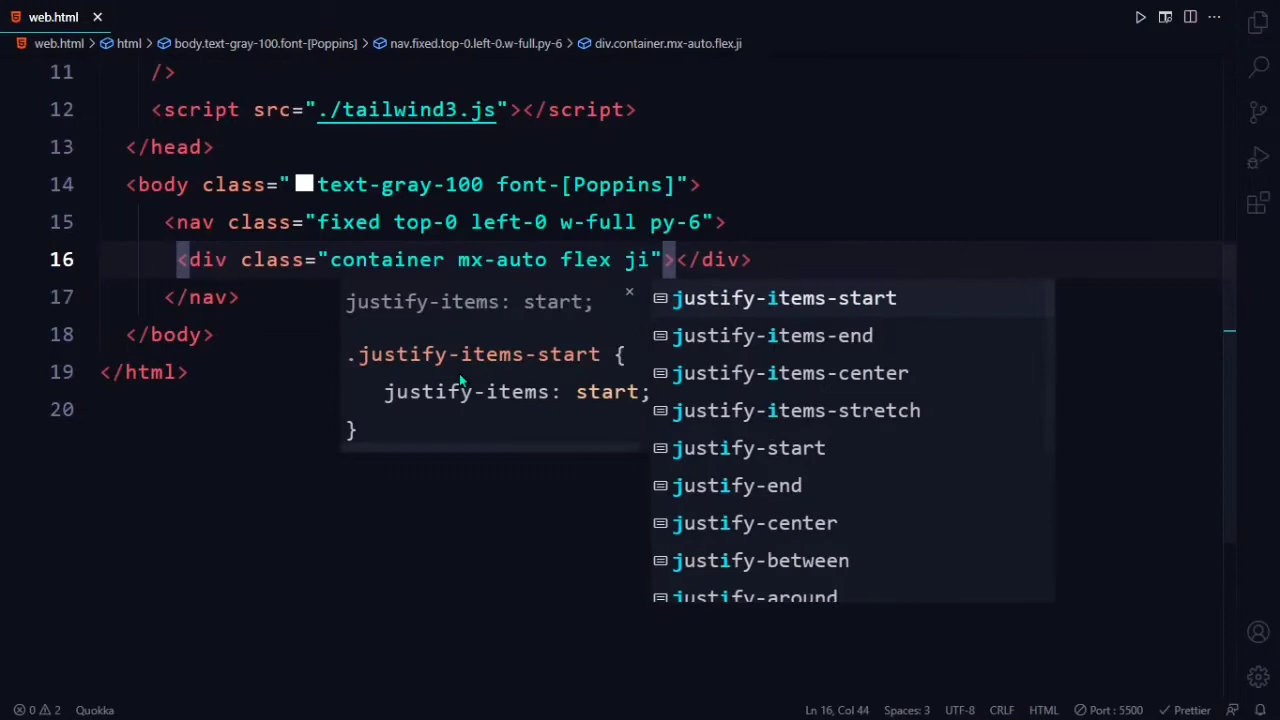 web.html
web.html > html > body.text-gray-100.font-[Poppins] > nav.fixed.top-0.left-0.w-full.py-6 > div.container.mx-auto.flex.ji
11 />
12 <script src="./tailwind3.js"></script>
13 </head>
14 <body class="text-gray-100 font-[Poppins]">
15 <nav class="fixed top-0 left-0 w-full py-6">
16 <div class="container mx-auto flex ji"></div>
17 </nav>
18 </body>
19 </html>
20
justify-items: start;
.justify-items-start {
justify-items: start;
}
justify-items-start
justify-items-end
justify-items-center
justify-items-stretch
justify-start
justify-end
justify-center
justify-between
justify-around
0 2 Quokka Ln 16, Col 44 Spaces: 3 UTF-8 CRLF HTML Port : 5500 Prettier